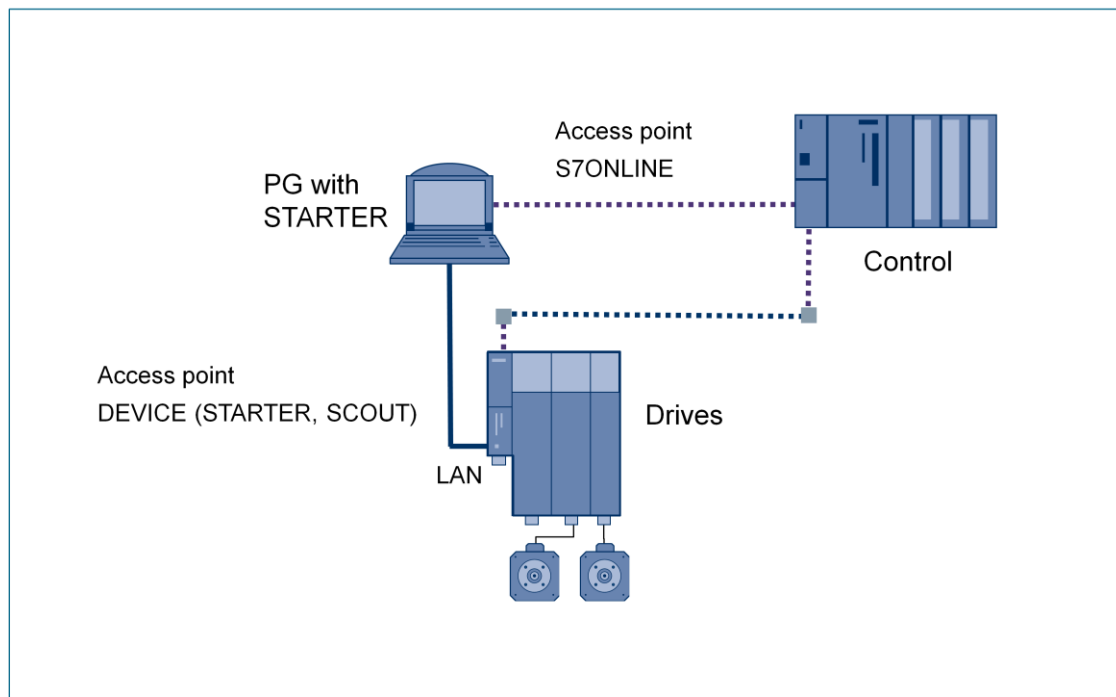 Access point
S7ONLINE
PG with
STARTER
Control
Access point
DEVICE (STARTER, SCOUT)
Drives
LAN